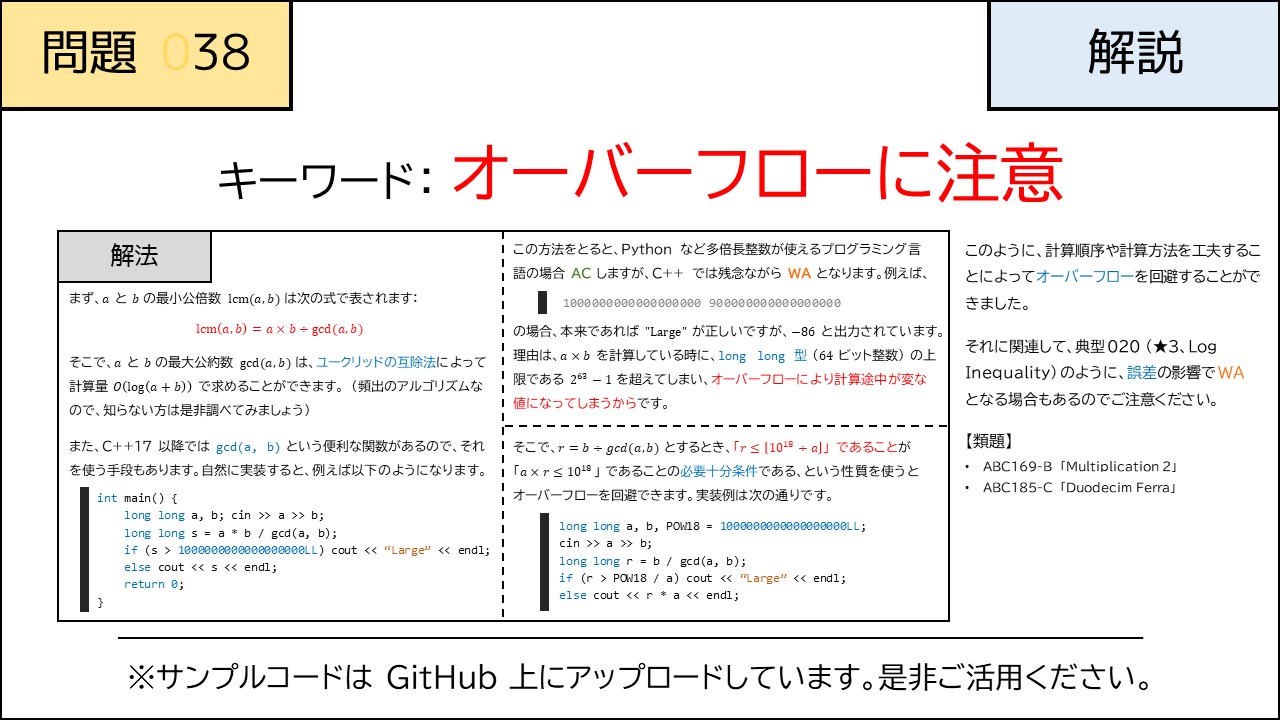 問題 038
解説
キーワード: オーバーフローに注意
解法
まず、a と b の最小公倍数 lcm(a, b) は次の式で表されます：
lcm(a, b) = a × b ÷ gcd(a, b)
そこで、a と b の最大公約数 gcd(a, b) は、ユークリッドの互除法によって
計算量 O(log(a + b)) で求めることができます。（頻出のアルゴリズムな
ので、知らない方は是非調べてみましょう）
また、C++17 以降では gcd(a, b) という便利な関数があるので、それ
を使う手段もあります。自然に実装すると、例えば以下のようになります。
int main() {
    long long a, b; cin >> a >> b;
    long long s = a * b / gcd(a, b);
    if (s > 1000000000000000000LL) cout << “Large” << endl;
    else cout << s << endl;
    return 0;
}
この方法をとると、Python など多倍長整数が使えるプログラミング言
語の場合 AC しますが、C++ では残念ながら WA となります。例えば、
1000000000000000000 900000000000000000
の場合、本来であれば "Large" が正しいですが、−86 と出力されています。
理由は、a × b を計算している時に、long long 型（64 ビット整数）の上
限である 2^63 − 1 を超えてしまい、オーバーフローにより計算途中が変な
値になってしまうからです。
そこで、r = b ÷ gcd(a, b) とするとき、「r ≤ ⌊10^18 ÷ a⌋」であることが
「a × r ≤ 10^18」であることの必要十分条件である、という性質を使うと
オーバーフローを回避できます。実装例は次の通りです。
long long a, b, POW18 = 1000000000000000000LL;
cin >> a >> b;
long long r = b / gcd(a, b);
if (r > POW18 / a) cout << “Large” << endl;
else cout << r * a << endl;
このように、計算順序や計算方法を工夫するこ
とによってオーバーフローを回避することがで
きました。
それに関連して、典型020（★3、Log
Inequality）のように、誤差の影響でWA
となる場合もあるのでご注意ください。
【類題】
• ABC169-B「Multiplication 2」
• ABC185-C「Duodecim Ferra」
※サンプルコードは GitHub 上にアップロードしています。是非ご活用ください。